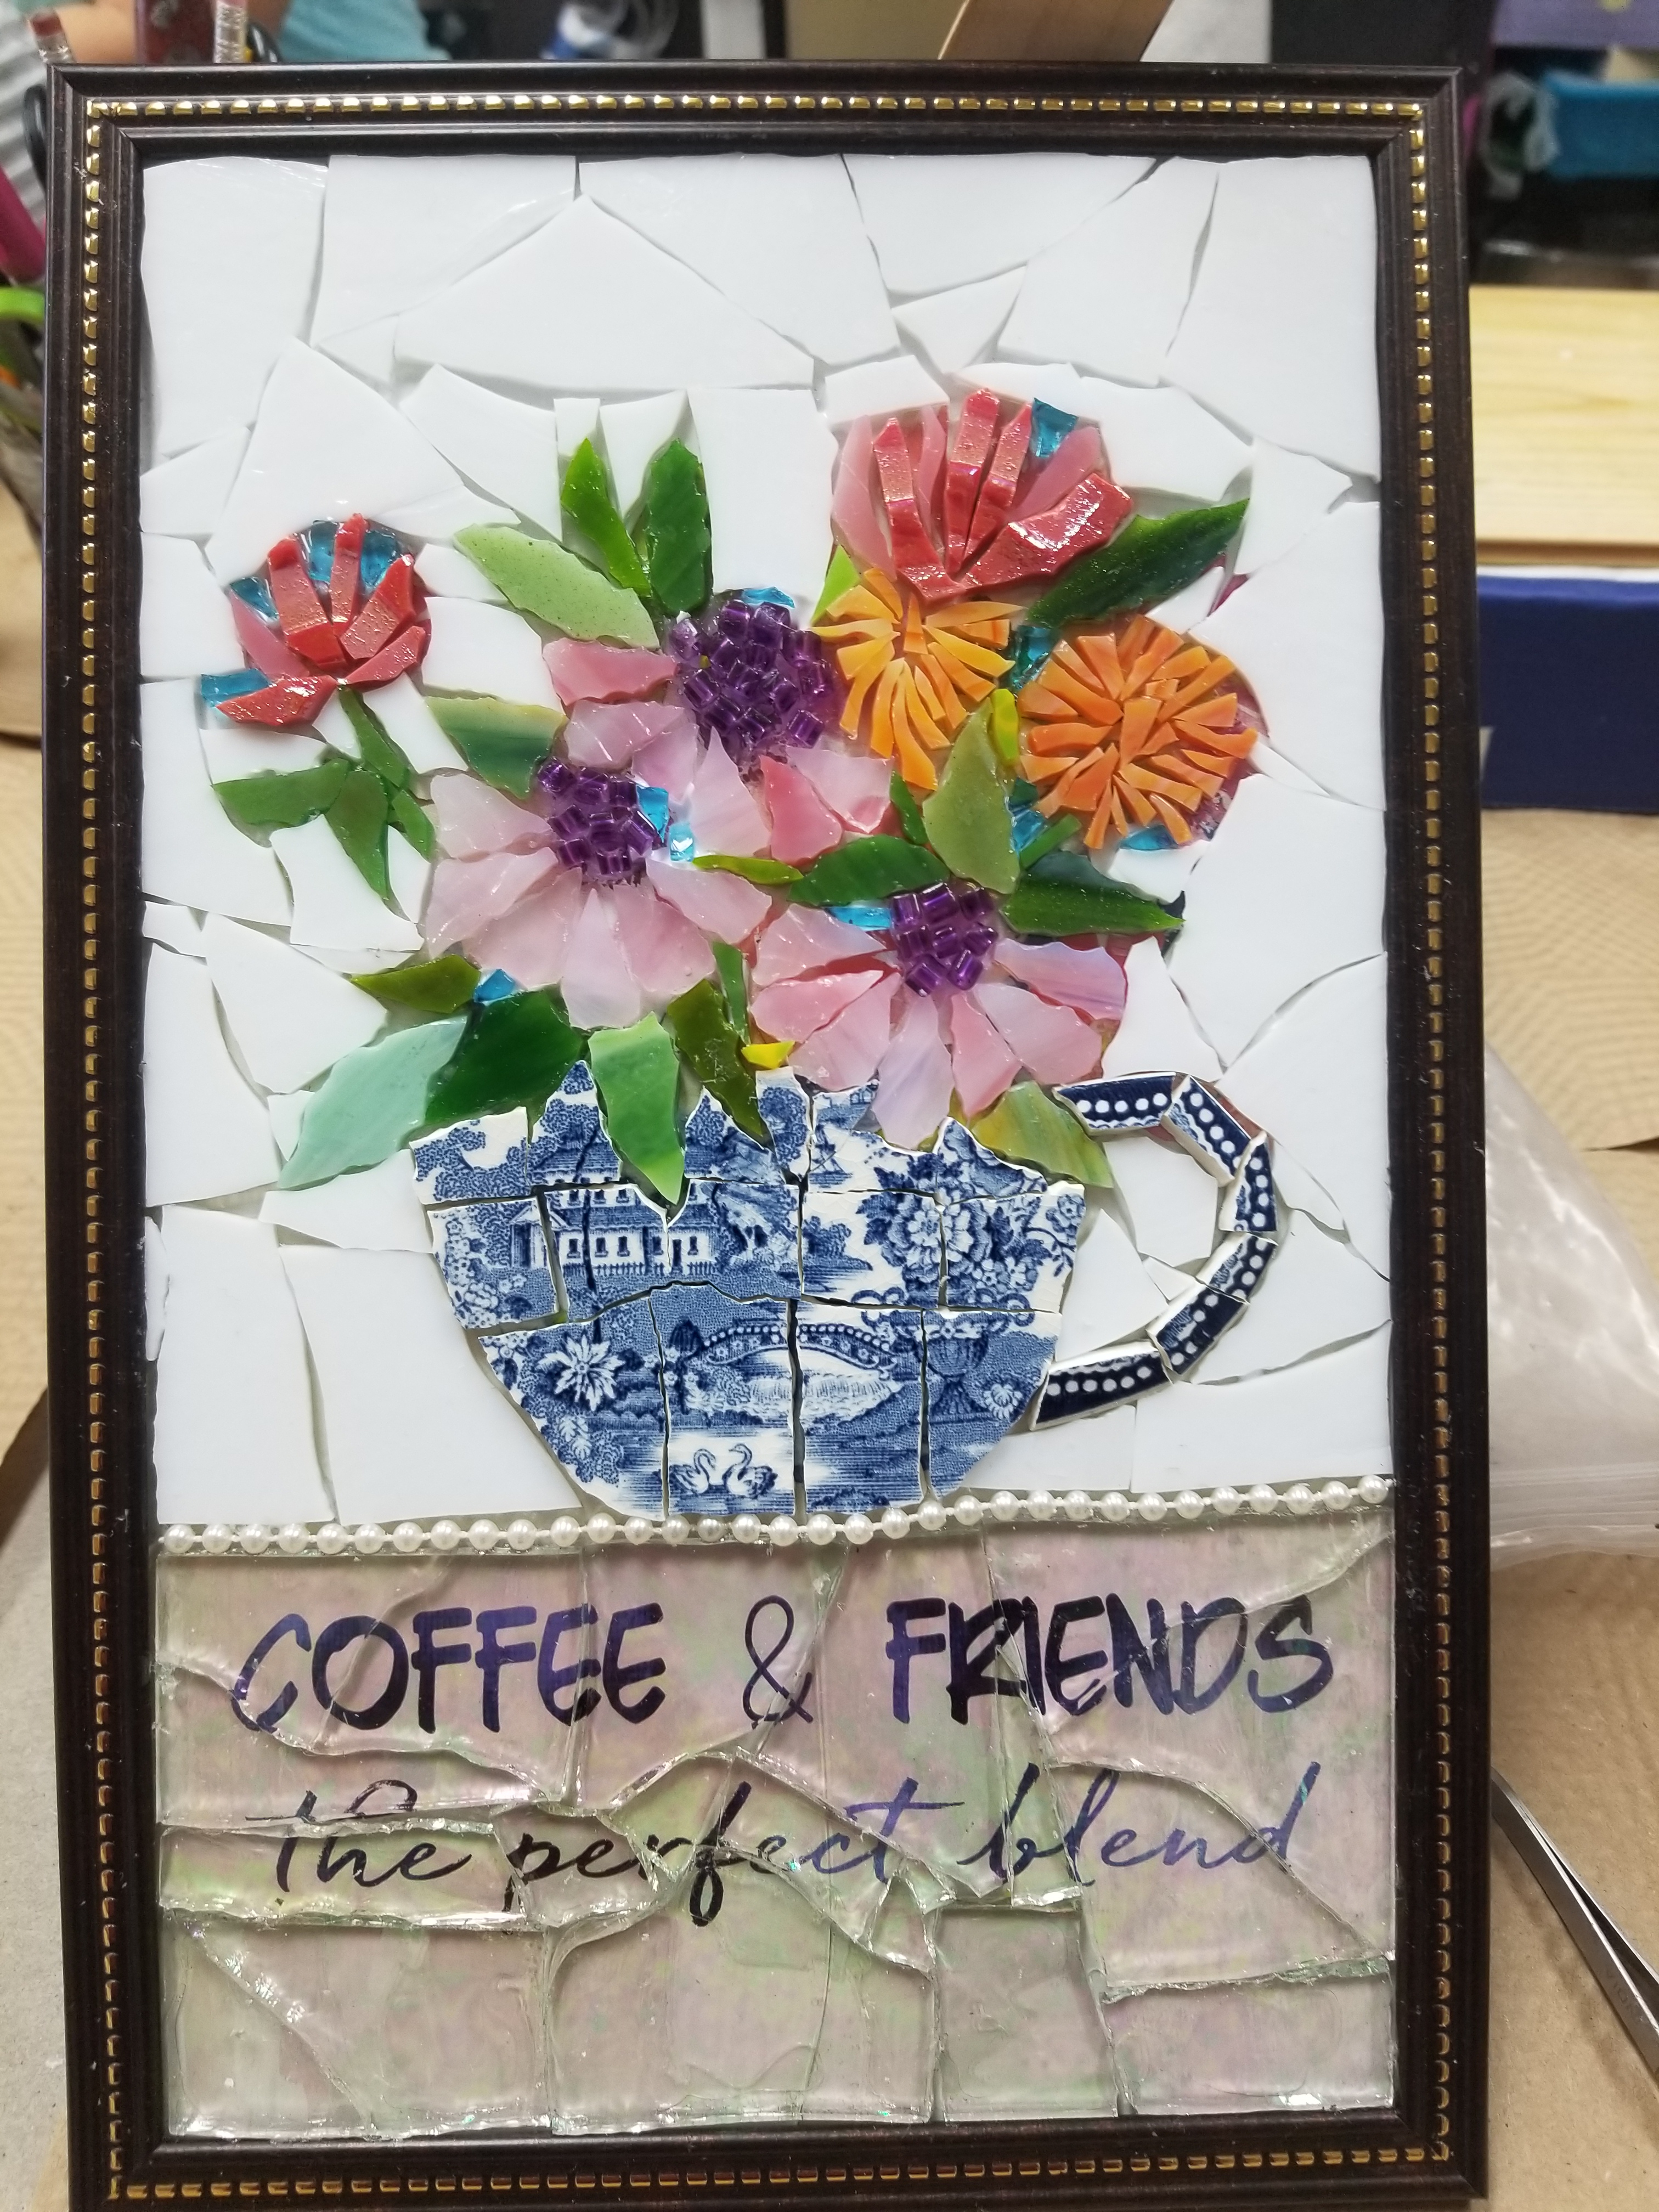 COFFEE & FRIENDS
the perfect blend